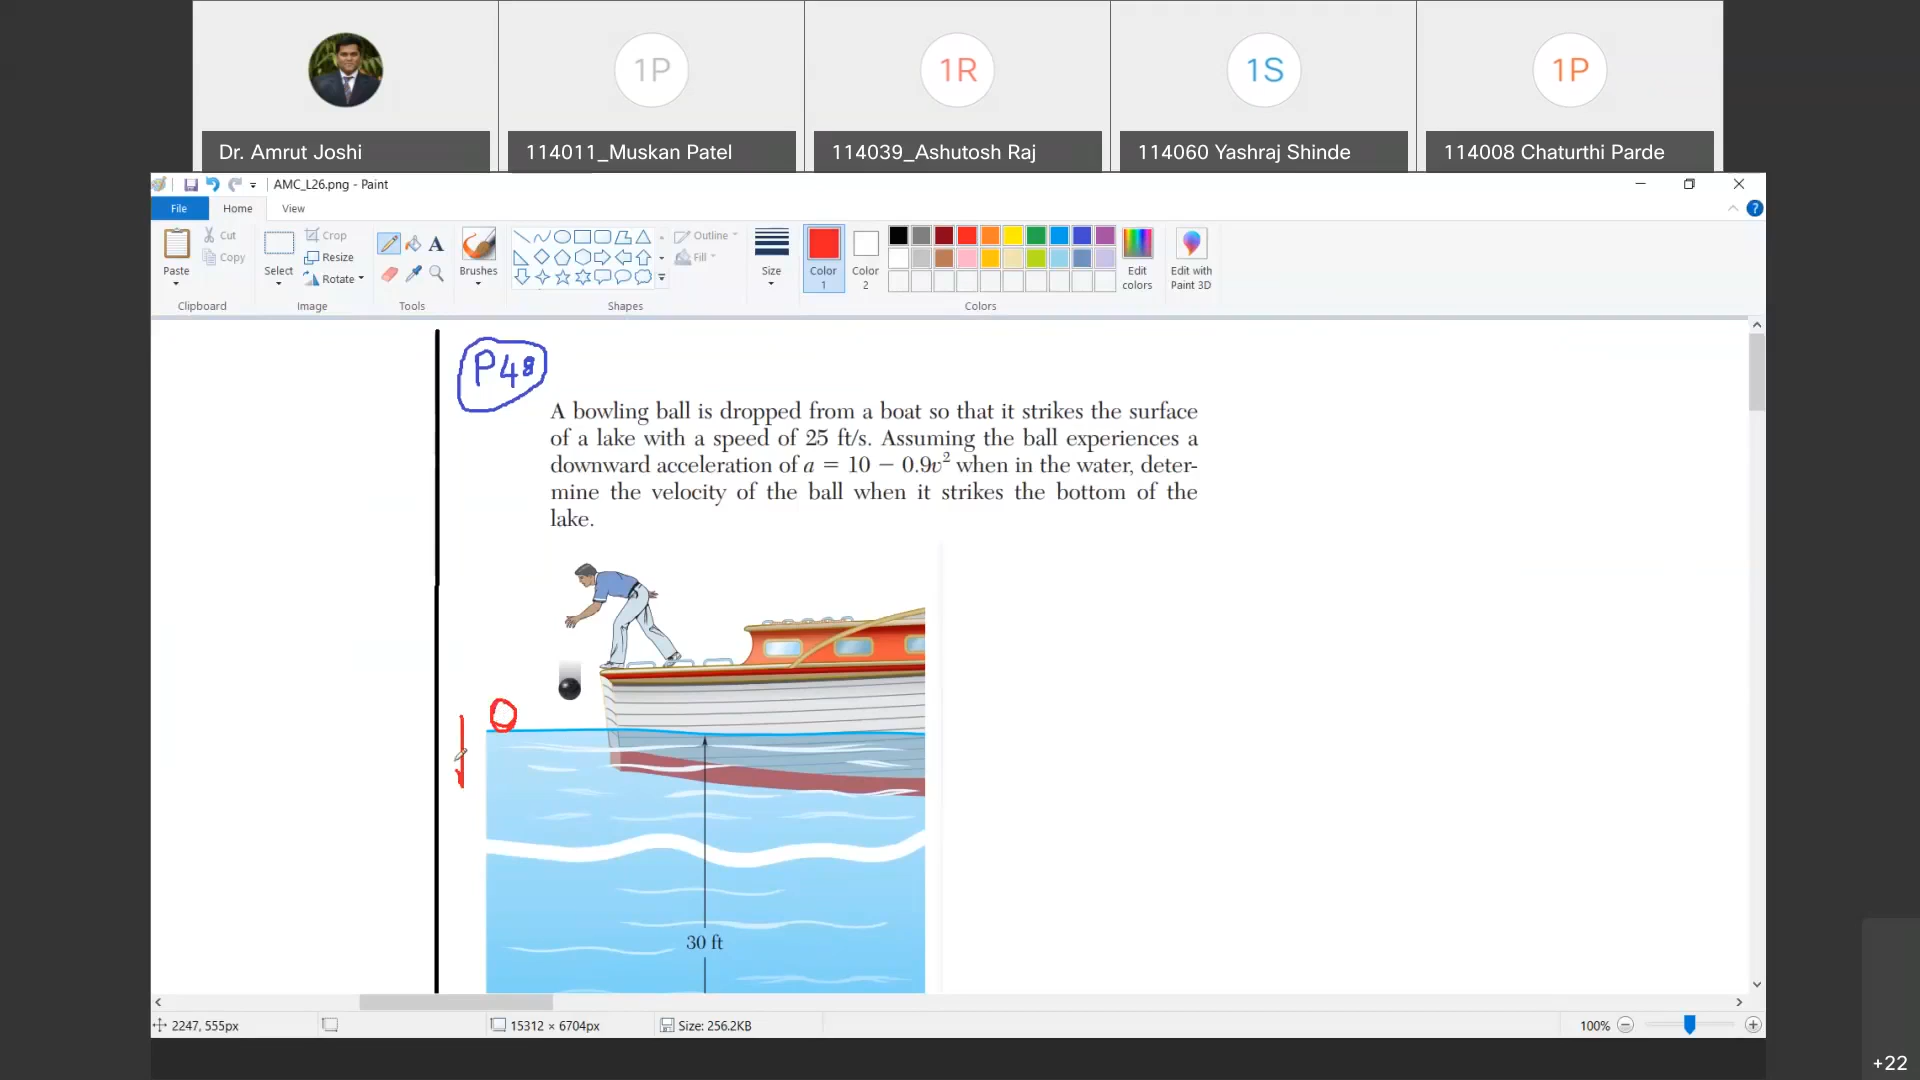 1P
1R
1S
1P
Dr. Amrut Joshi
114011_Muskan Patel
114039_Ashutosh Raj
114060 Yashraj Shinde
114008 Chaturthi Parde
AMC_L26.png - Paint
File
Home
View
?
Paste
Cut
Copy
Clipboard
Select
Crop
Resize
Rotate
Image
A
Tools
Brushes
Outline
Fill
Shapes
Size
Color
1
Color
2
Edit
colors
Edit with
Paint 3D
Colors
P48
A bowling ball is dropped from a boat so that it strikes the surface
of a lake with a speed of 25 ft/s. Assuming the ball experiences a
downward acceleration of a = 10 − 0.9v² when in the water, deter-
mine the velocity of the ball when it strikes the bottom of the
lake.
O
30 ft
2247, 555px
15312 × 6704px
Size: 256.2KB
100%
+22